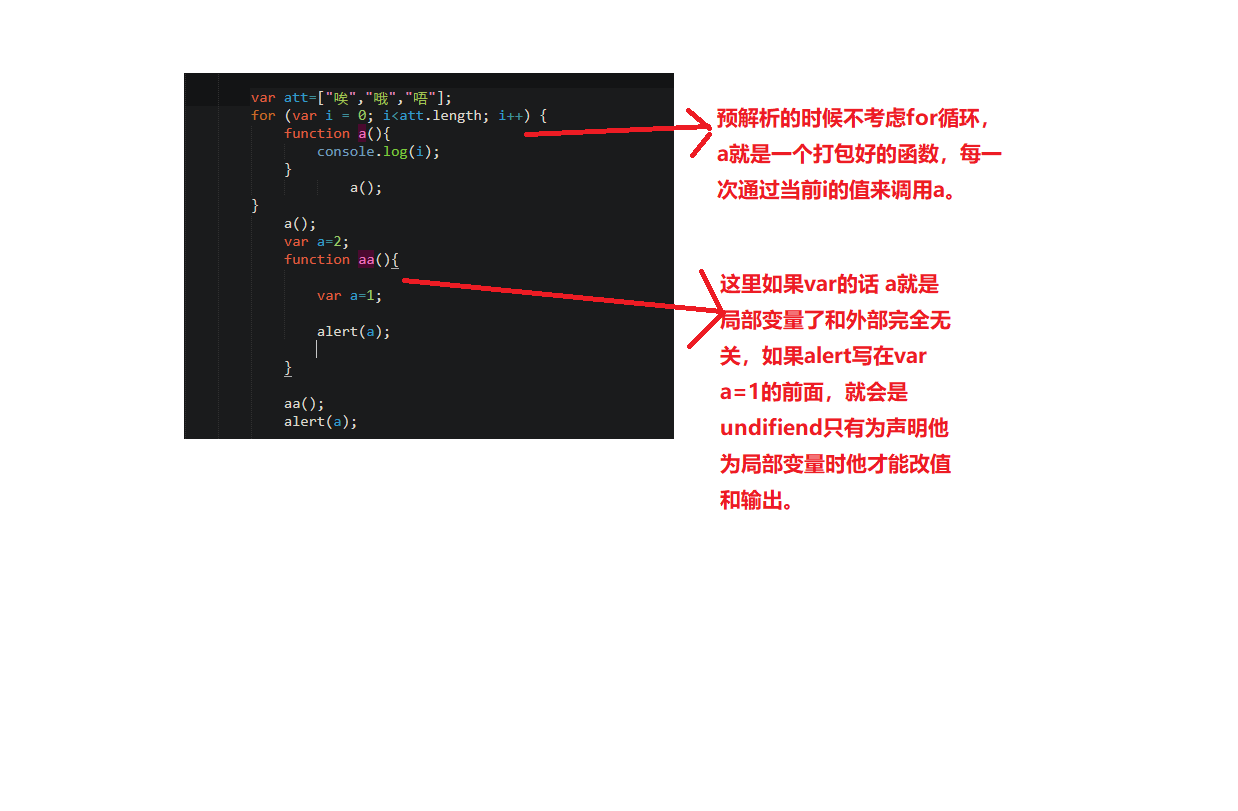 var att=["唉","哦","唔"];
for (var i = 0; i<att.length; i++) {
function a(){
console.log(i);
}
a();
}
a();
var a=2;
function aa(){
var a=1;
alert(a);
}
aa();
alert(a);
预解析的时候不考虑for循环，
a就是一个打包好的函数，每一
次通过当前i的值来调用a。
这里如果var的话 a就是
局部变量了和外部完全无
关，如果alert写在var
a=1的前面，就会是
undifiend只有为声明他
为局部变量时他才能改值
和输出。